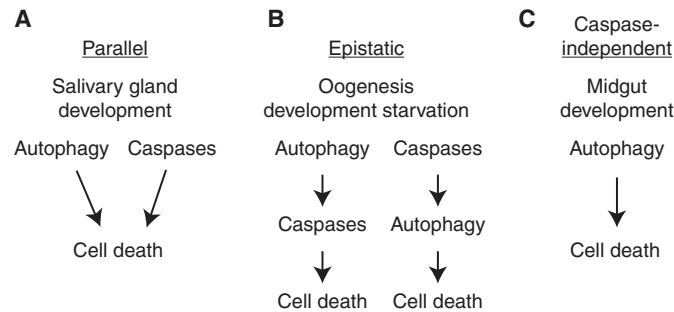 A
Parallel
Salivary gland
development
Autophagy Caspases
Cell death
B
Epistatic
Oogenesis
development starvation
Autophagy Caspases
Caspases Autophagy
Cell death Cell death
C
Caspase-
independent
Midgut
development
Autophagy
Cell death